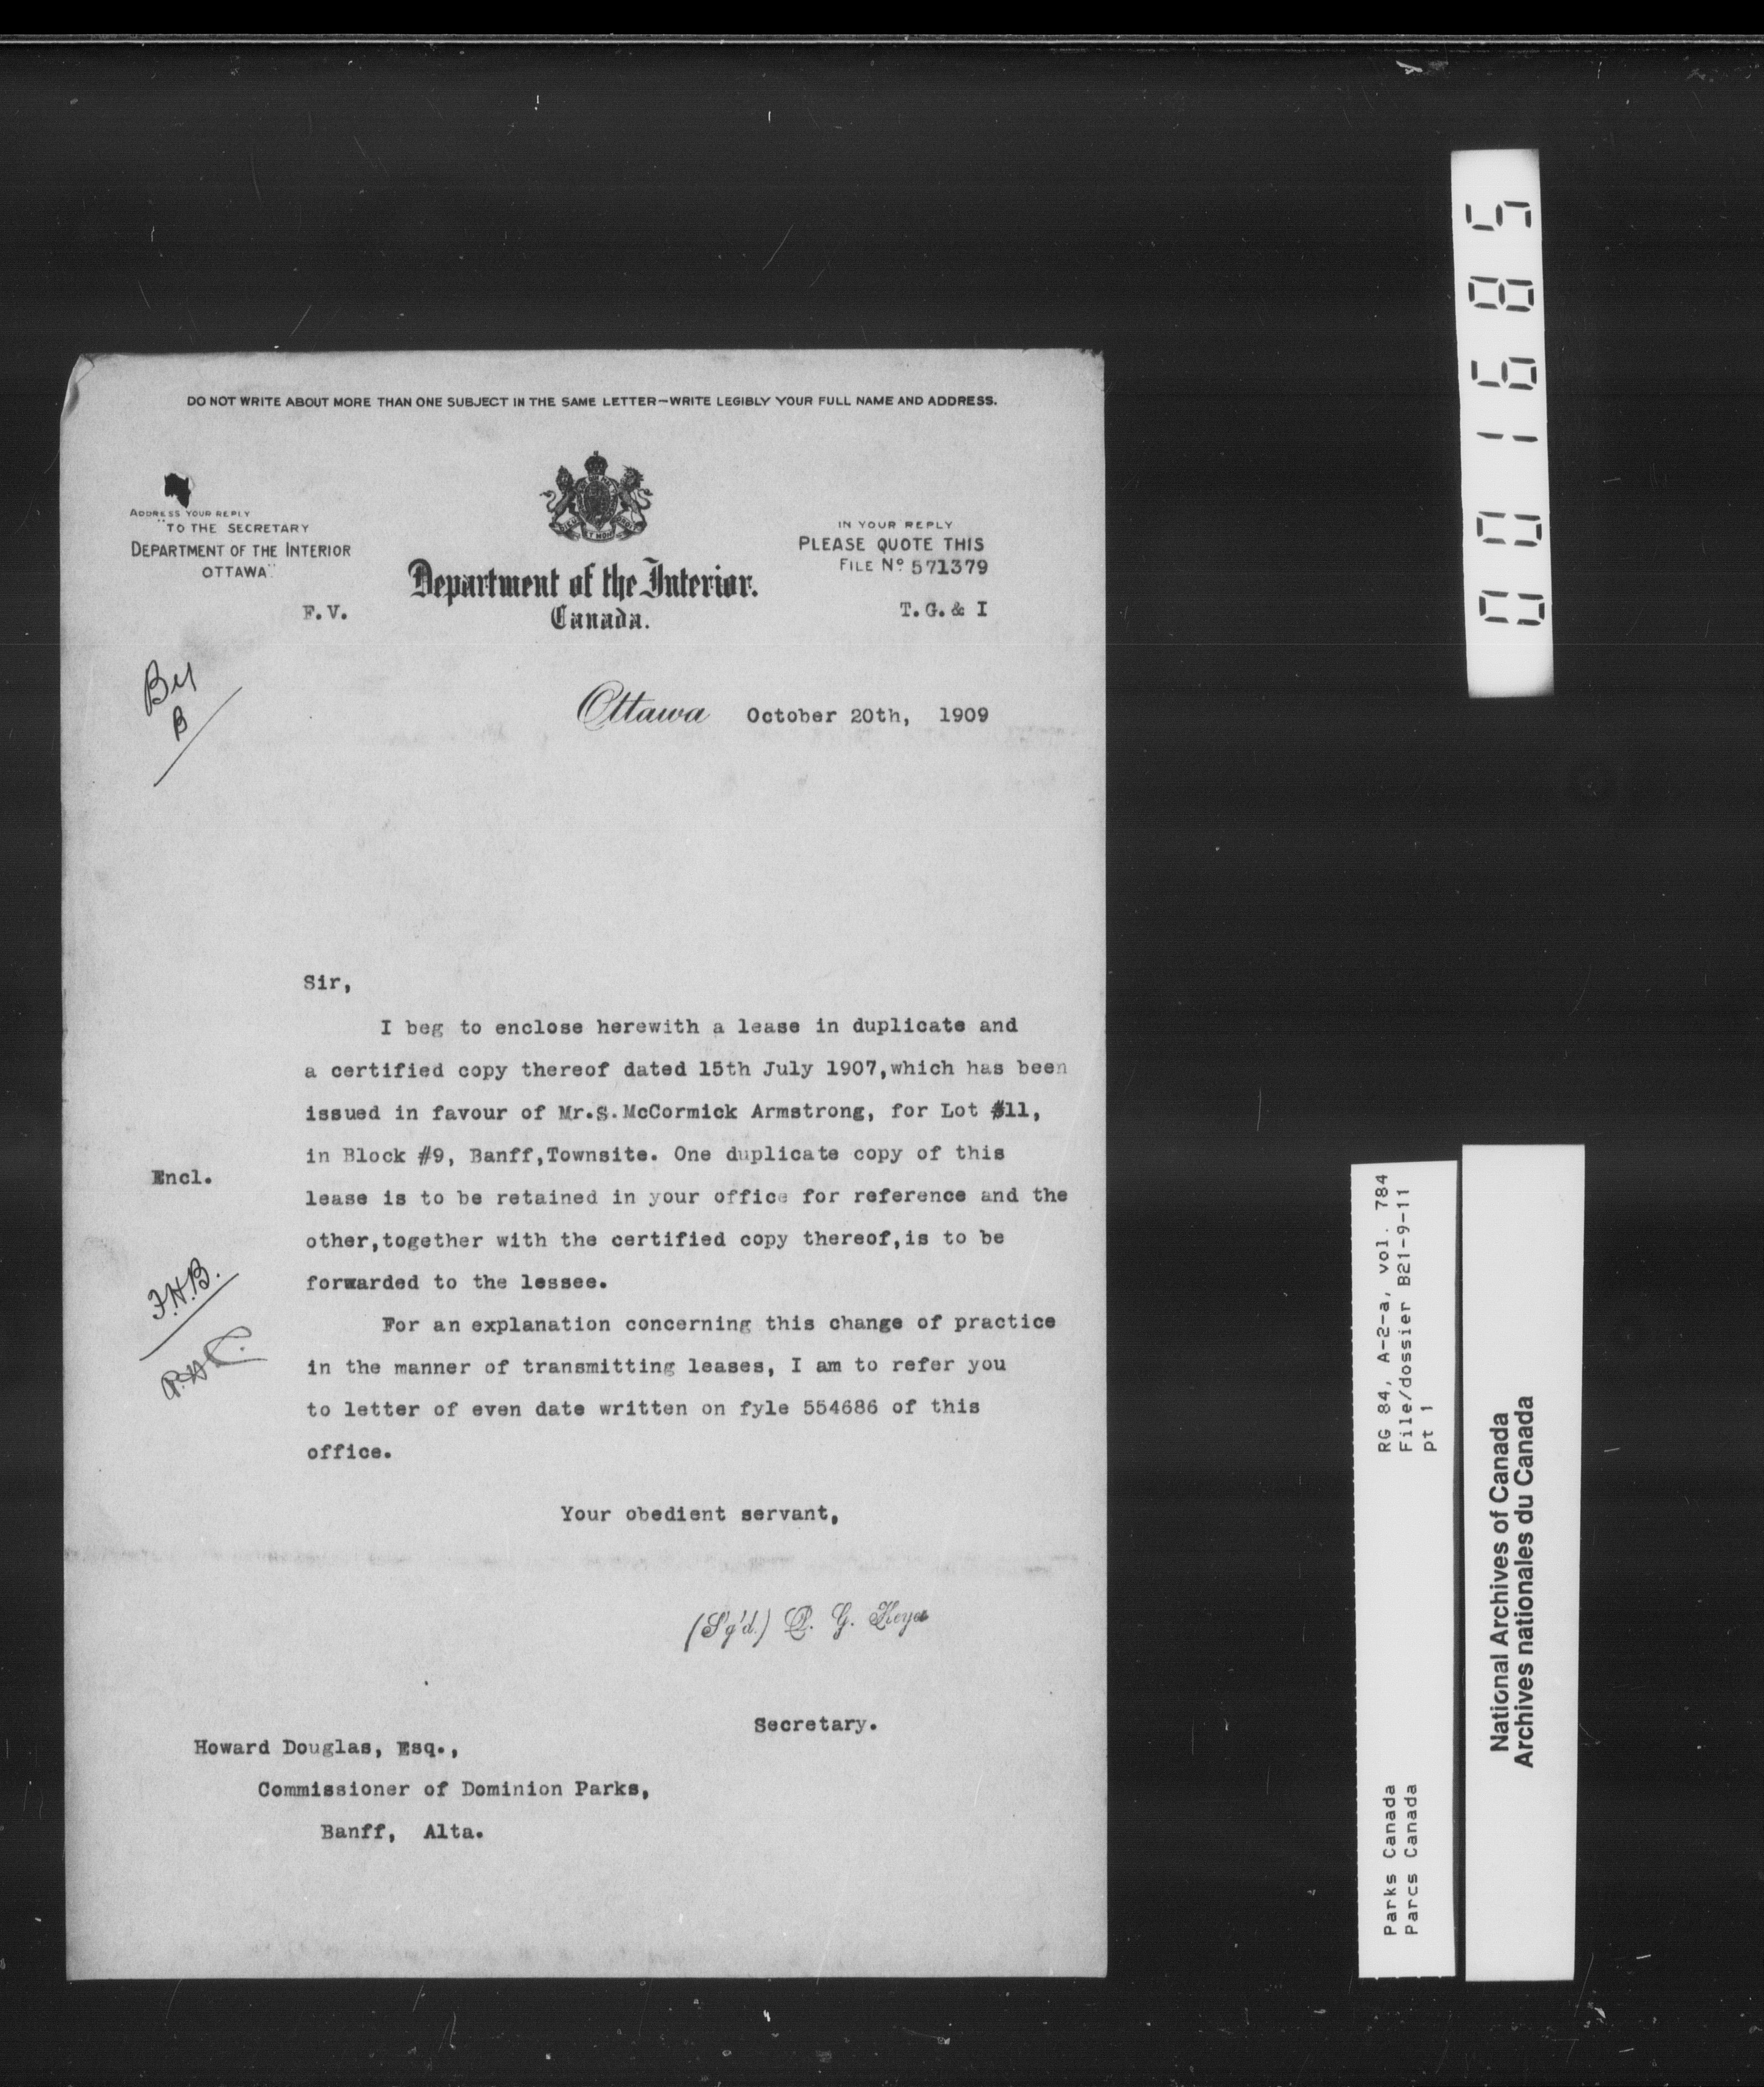 DO NOT WRITE ABOUT MORE THAN ONE SUBJECT IN THE SAME LETTER—WRITE LEGIBLY YOUR FULL NAME AND ADDRESS.
ADDRESS YOUR REPLY
"TO THE SECRETARY
DEPARTMENT OF THE INTERIOR
OTTAWA"
F.V.
Department of the Interior.
Canada.
IN YOUR REPLY
PLEASE QUOTE THIS
FILE No 571379
T.G.& I
B
Ottawa October 20th, 1909
Sir,
I beg to enclose herewith a lease in duplicate and
a certified copy thereof dated 15th July 1907,which has been
issued in favour of Mr.S.McCormick Armstrong, for Lot #11,
in Block #9, Banff,Townsite. One duplicate copy of this
Encl.
lease is to be retained in your office for reference and the
other,together with the certified copy thereof,is to be
forwarded to the lessee.
F.H.B.
For an explanation concerning this change of practice
in the manner of transmitting leases, I am to refer you
to letter of even date written on fyle 554686 of this
office.
Your obedient servant,
(Sg'd.) P. G. Keyes
Secretary.
Howard Douglas, Esq.,
Commissioner of Dominion Parks,
Banff, Alta.
001685
RG 84, A-2-a, vol. 784
File/dossier B21-9-11
pt 1
Parks Canada
Parcs Canada
National Archives of Canada
Archives nationales du Canada